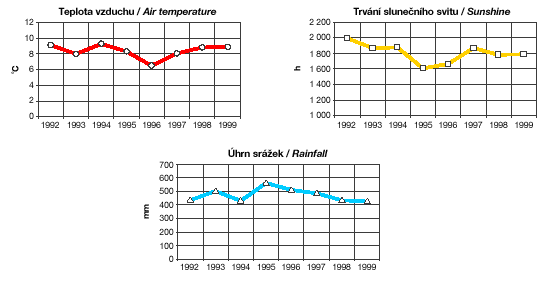 Teplota vzduchu / Air temperature
12
10
8
6
4
2
0
°C
1992 1993 1994 1995 1996 1997 1998 1999
Trvání slunečního svitu / Sunshine
2 200
2 000
1 800
1 600
1 400
1 200
1 000
h
1992 1993 1994 1995 1996 1997 1998 1999
Úhrn srážek / Rainfall
700
600
500
400
300
200
100
0
mm
1992 1993 1994 1995 1996 1997 1998 1999